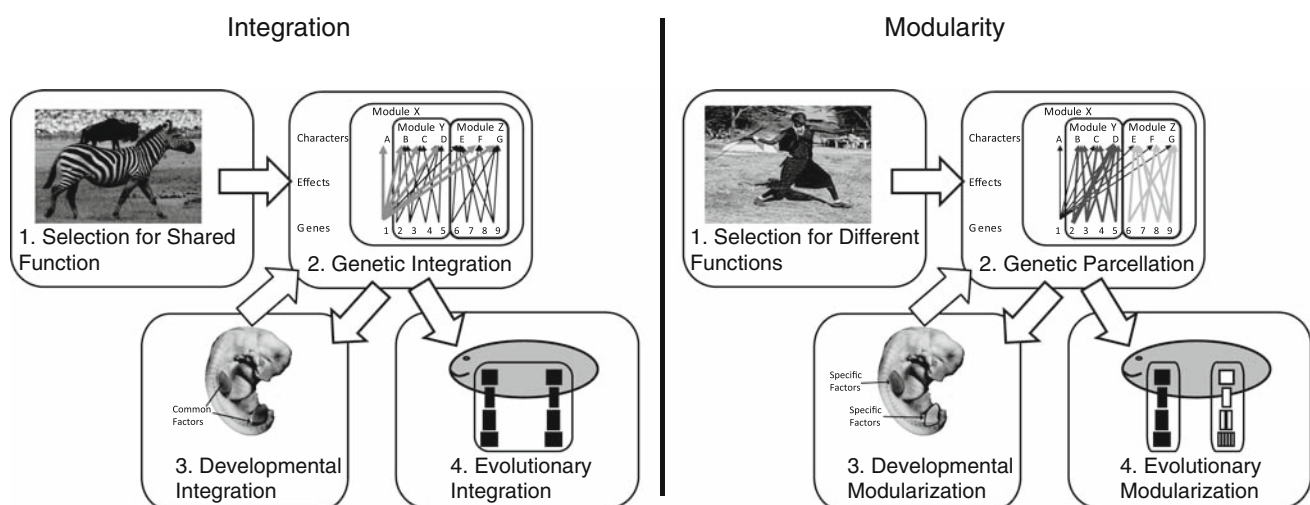 Integration
Module X
Module Y Module Z
Characters A B C D E F G
Effects
Genes 1 2 3 4 5 6 7 8 9
1. Selection for Shared
Function
2. Genetic Integration
Common
Factors
3. Developmental
Integration
4. Evolutionary
Integration
Modularity
Module X
Module Y Module Z
Characters A B C D E F G
Effects
Genes 1 2 3 4 5 6 7 8 9
1. Selection for Different
Functions
2. Genetic Parcellation
Specific
Factors
Specific
Factors
3. Developmental
Modularization
4. Evolutionary
Modularization